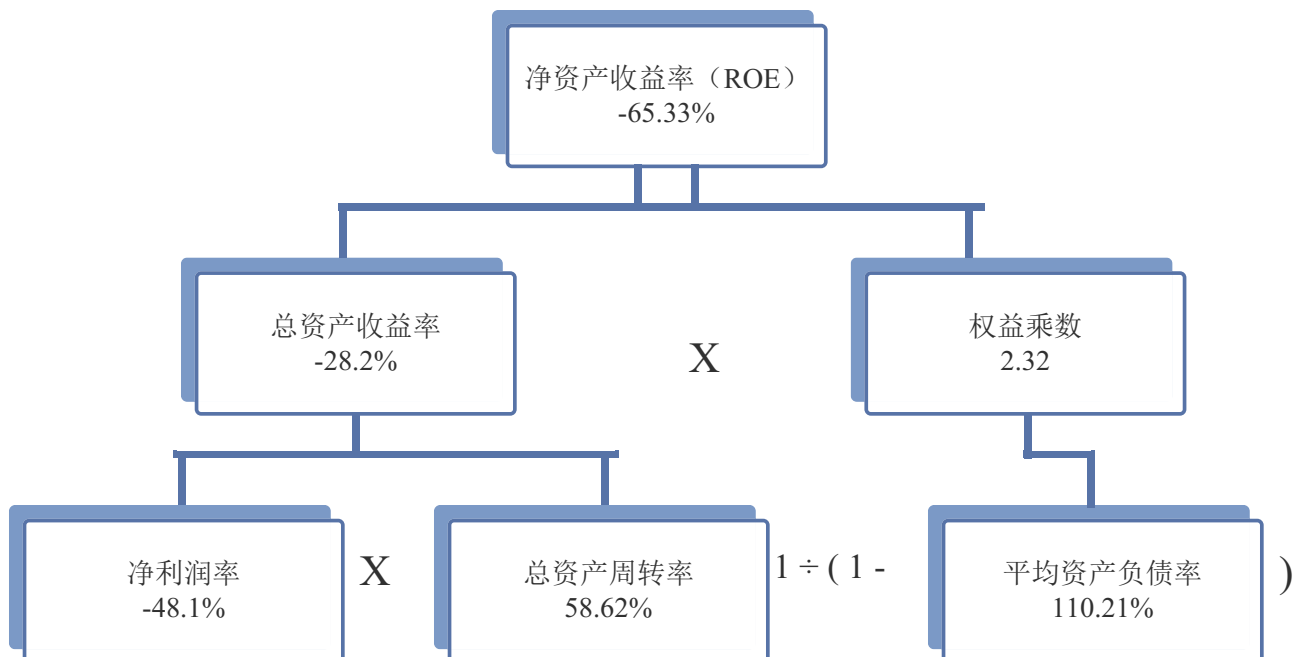 净资产收益率（ROE）
-65.33%
总资产收益率
-28.2%
X
权益乘数
2.32
净利润率
-48.1%
X
总资产周转率
58.62%
1 ÷ ( 1 -
平均资产负债率
110.21%
)